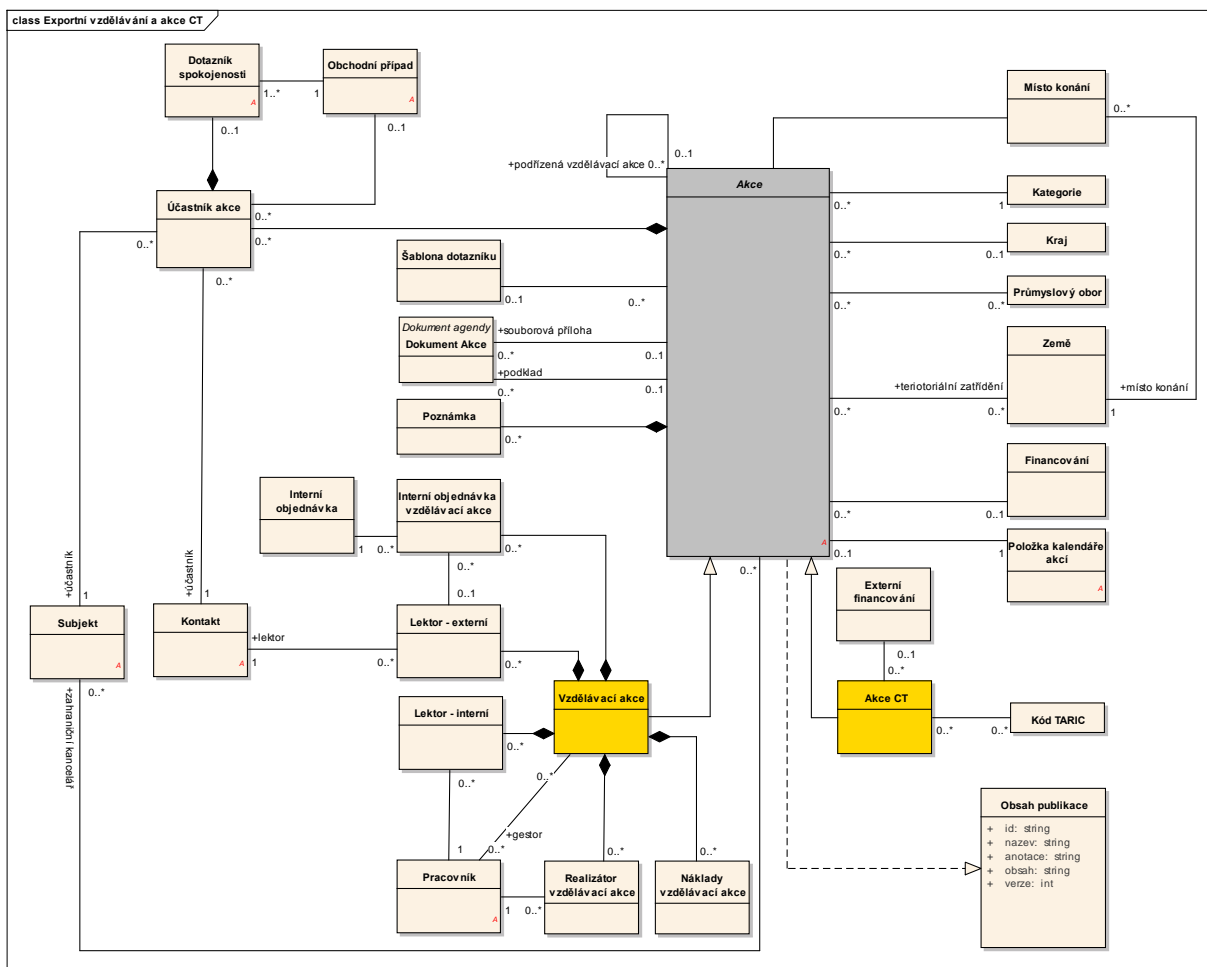 class Exportní vzdělávání a akce CT
Dotazník
spokojenosti
A
1..*
1
0..1
Obchodní případ
A
0..1
Místo konání
0..*
+podřízená vzdělávací akce 0..*
0..1
Akce
A
Účastník akce
0..*
0..*
0..*
0..*
Kategorie
0..*
1
Kraj
0..*
0..1
Šablona dotazníku
0..1
0..*
Průmyslový obor
0..*
0..*
Dokument agendy
Dokument Akce
+souborová příloha
0..*
0..1
+podklad
0..*
0..1
Země
+teriotoriální zatřídění
0..*
0..*
+místo konání
1
Poznámka
0..*
Financování
0..*
0..1
Interní
objednávka
1
0..*
Interní objednávka
vzdělávací akce
0..*
0..*
0..1
Položka kalendáře
akcí
A
0..1
1
0..*
Externí
financování
0..1
0..*
+účastník
1
+účastník
1
Subjekt
A
0..*
+zahraniční kancelář
Kontakt
A
+lektor
1
0..*
Lektor - externí
0..*
Vzdělávací akce
Akce CT
0..*
0..*
Kód TARIC
Lektor - interní
0..*
0..*
0..*
+gestor
1
0..*
Pracovník
A
1
0..*
0..*
Realizátor
vzdělávací akce
0..*
Náklady
vzdělávací akce
Obsah publikace
+ id: string
+ nazev: string
+ anotace: string
+ obsah: string
+ verze: int